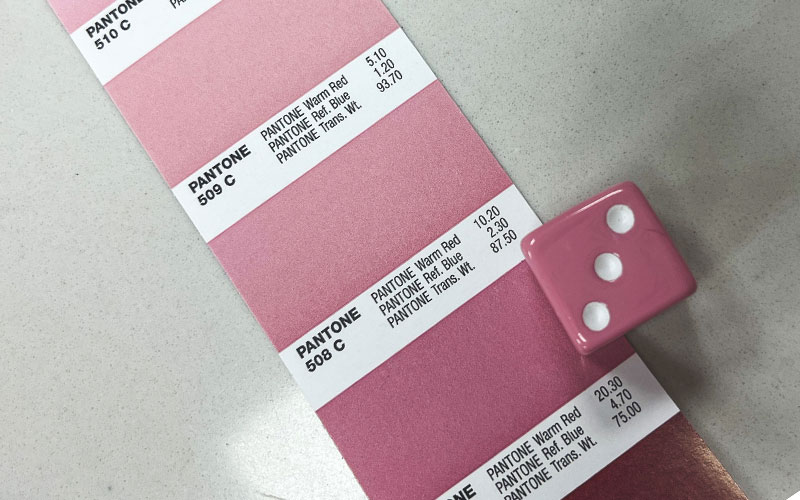 PANTONE
510 C
PANTONE
509 C
PANTONE Warm Red 5.10
PANTONE Ref. Blue 1.20
PANTONE Trans. Wt. 93.70
PANTONE
508 C
PANTONE Warm Red 10.20
PANTONE Ref. Blue 2.30
PANTONE Trans. Wt. 87.50
PANTONE Warm Red 20.30
PANTONE Ref. Blue 4.70
PANTONE Trans. Wt. 75.00